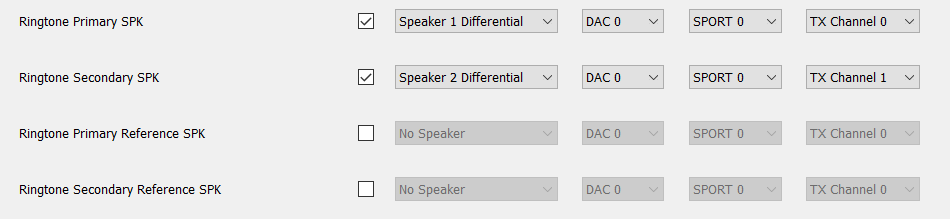 Ringtone Primary SPK Speaker 1 Differential DAC 0 SPORT 0 TX Channel 0
Ringtone Secondary SPK Speaker 2 Differential DAC 0 SPORT 0 TX Channel 1
Ringtone Primary Reference SPK No Speaker DAC 0 SPORT 0 TX Channel 0
Ringtone Secondary Reference SPK No Speaker DAC 0 SPORT 0 TX Channel 0